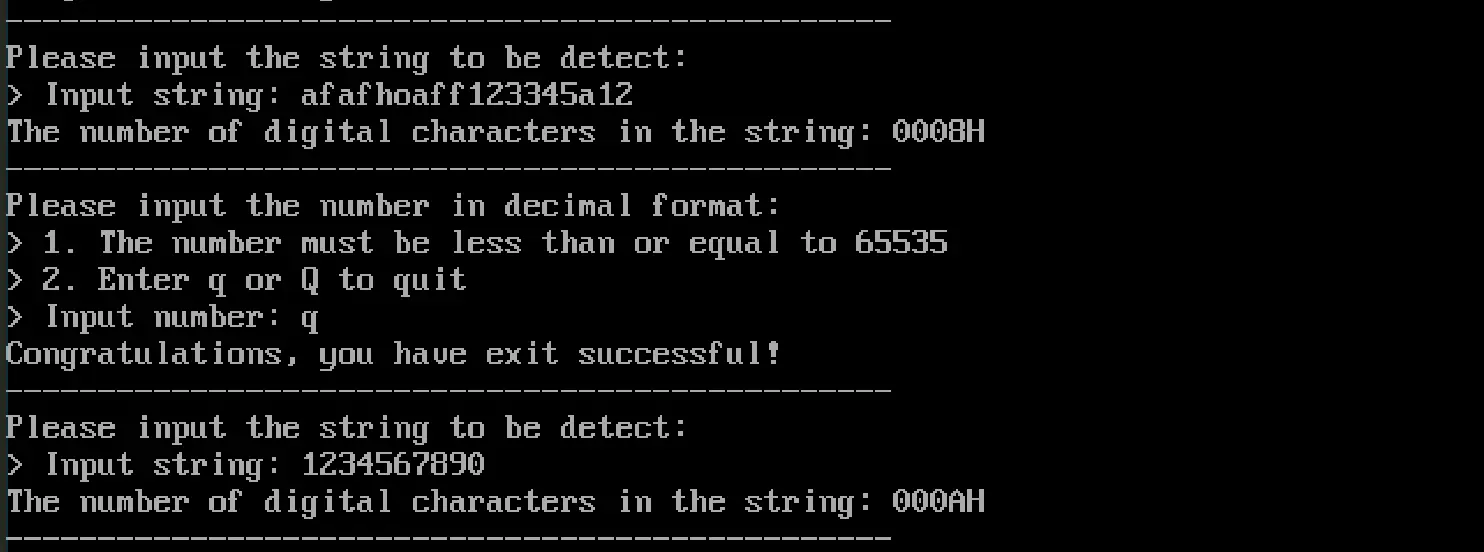 ------------------------------------------------
Please input the string to be detect:
> Input string: afafhoaff123345a12
The number of digital characters in the string: 0008H
------------------------------------------------
Please input the number in decimal format:
> 1. The number must be less than or equal to 65535
> 2. Enter q or Q to quit
> Input number: q
Congratulations, you have exit successful!
------------------------------------------------
Please input the string to be detect:
> Input string: 1234567890
The number of digital characters in the string: 000AH
------------------------------------------------